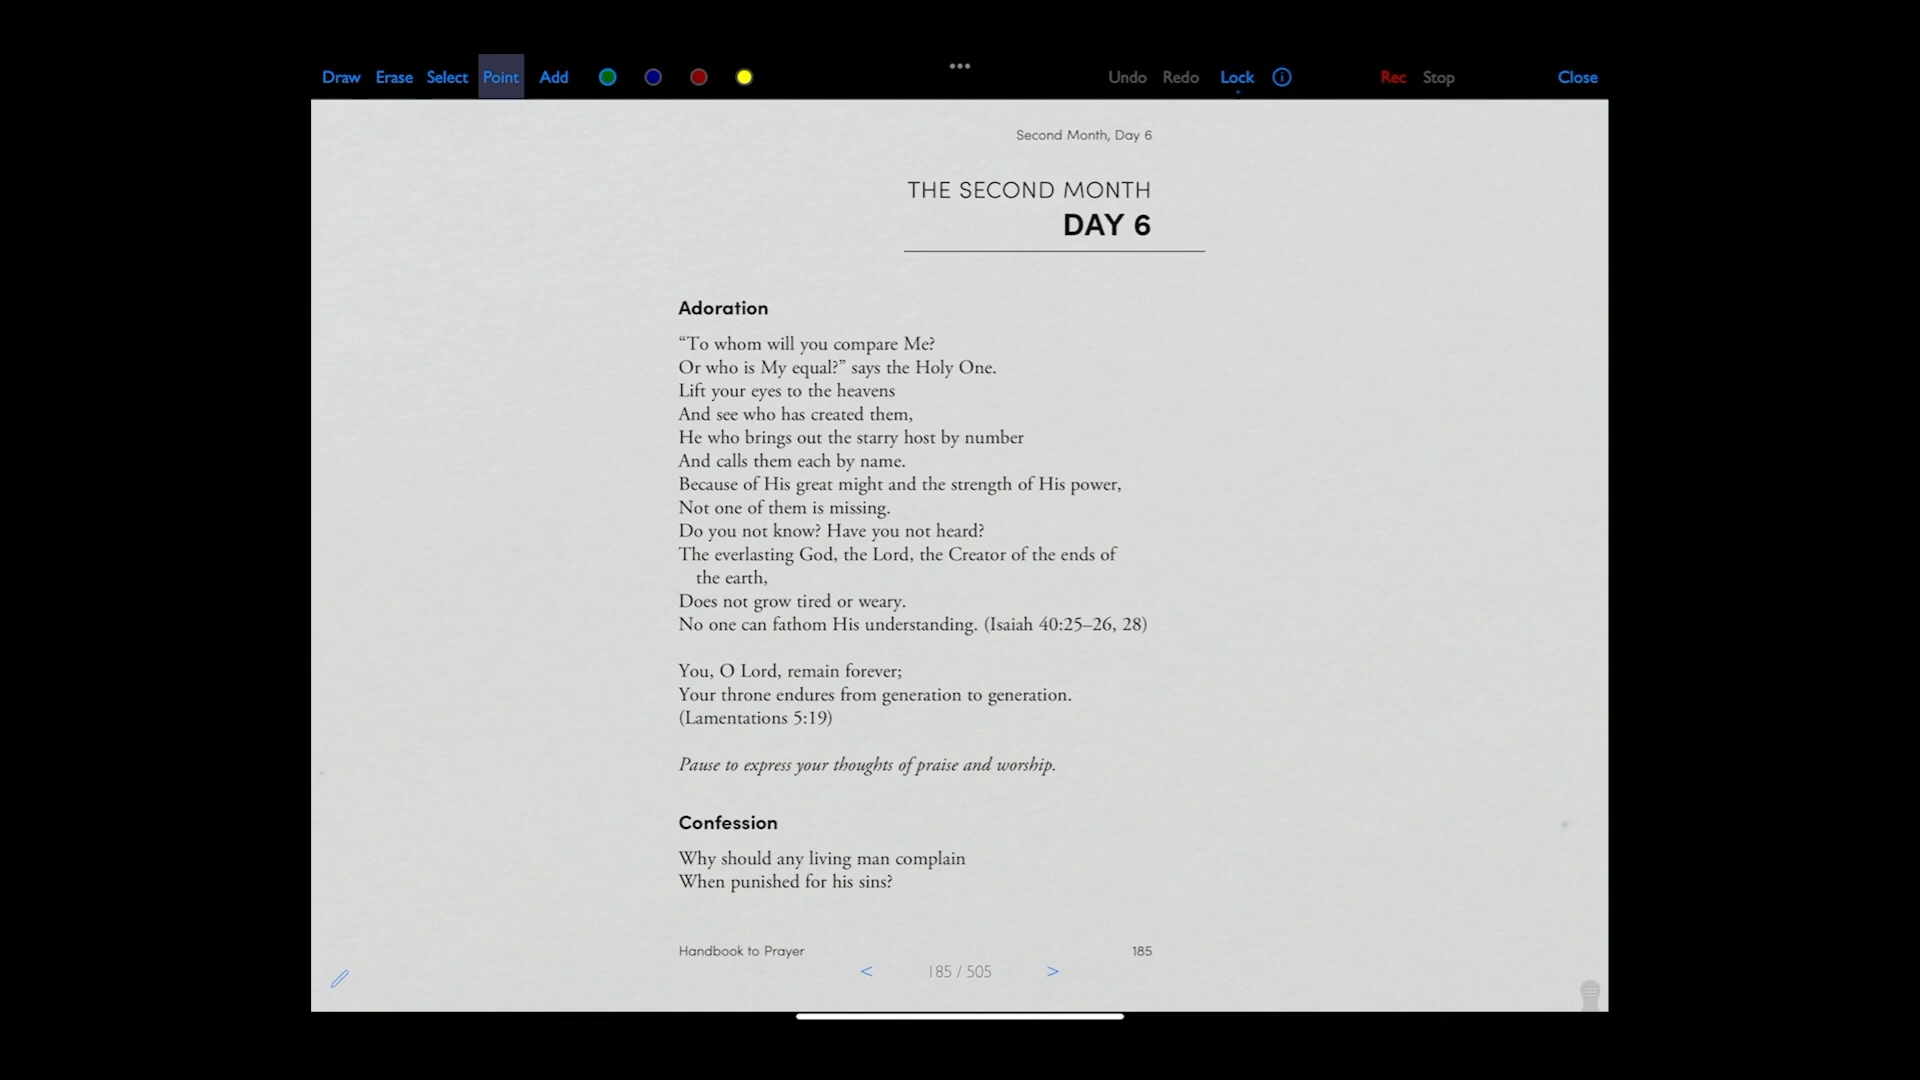 Draw Erase Select Point Add Undo Redo Lock Rec Stop Close
Second Month, Day 6
THE SECOND MONTH
DAY 6
Adoration
“To whom will you compare Me?
Or who is My equal?” says the Holy One.
Lift your eyes to the heavens
And see who has created them,
He who brings out the starry host by number
And calls them each by name.
Because of His great might and the strength of His power,
Not one of them is missing.
Do you not know? Have you not heard?
The everlasting God, the Lord, the Creator of the ends of
the earth,
Does not grow tired or weary.
No one can fathom His understanding. (Isaiah 40:25–26, 28)
You, O Lord, remain forever;
Your throne endures from generation to generation.
(Lamentations 5:19)
Pause to express your thoughts of praise and worship.
Confession
Why should any living man complain
When punished for his sins?
Handbook to Prayer 185
< 185 / 505 >